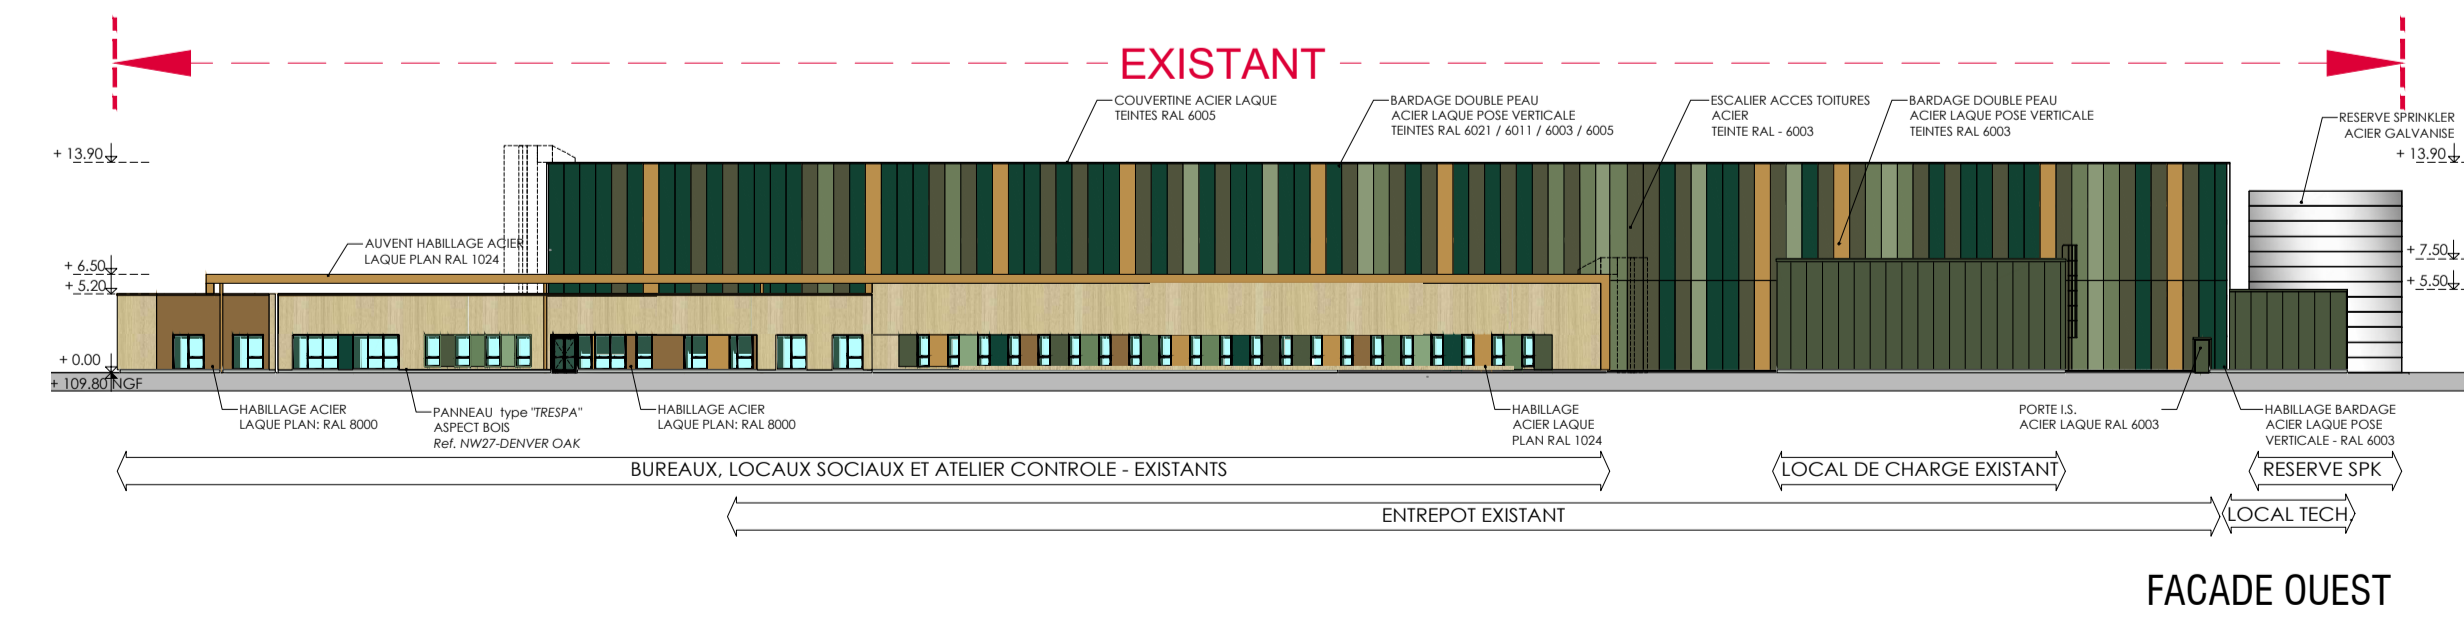 EXISTANT
COUVERTINE ACIER LAQUE
TEINTES RAL 6005
BARDAGE DOUBLE PEAU
ACIER LAQUE POSE VERTICALE
TEINTES RAL 6021 / 6011 / 6003 / 6005
ESCALIER ACCES TOITURES
ACIER
TEINTE RAL - 6003
BARDAGE DOUBLE PEAU
ACIER LAQUE POSE VERTICALE
TEINTES RAL 6003
RESERVE SPRINKLER
ACIER GALVANISE
+ 13.90
+ 13.90
AUVENT HABILLAGE ACIER
LAQUE PLAN RAL 1024
+ 6.50
+ 5.20
+ 7.50
+ 5.50
+ 0.00
+ 109.80 NGF
HABILLAGE ACIER
LAQUE PLAN: RAL 8000
PANNEAU type "TRESPA"
ASPECT BOIS
Ref. NW27-DENVER OAK
HABILLAGE ACIER
LAQUE PLAN: RAL 8000
HABILLAGE
ACIER LAQUE
PLAN RAL 1024
PORTE I.S.
ACIER LAQUE RAL 6003
HABILLAGE BARDAGE
ACIER LAQUE POSE
VERTICALE - RAL 6003
BUREAUX, LOCAUX SOCIAUX ET ATELIER CONTROLE - EXISTANTS
LOCAL DE CHARGE EXISTANT
RESERVE SPK
ENTREPOT EXISTANT
LOCAL TECH.
FACADE OUEST